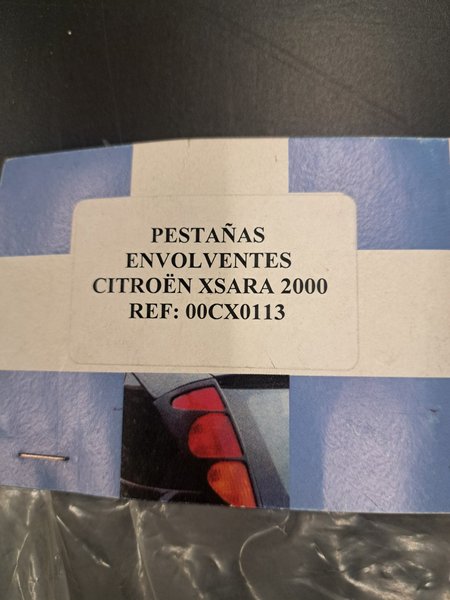 PESTAÑAS
ENVOLVENTES
CITROËN XSARA 2000
REF: 00CX0113